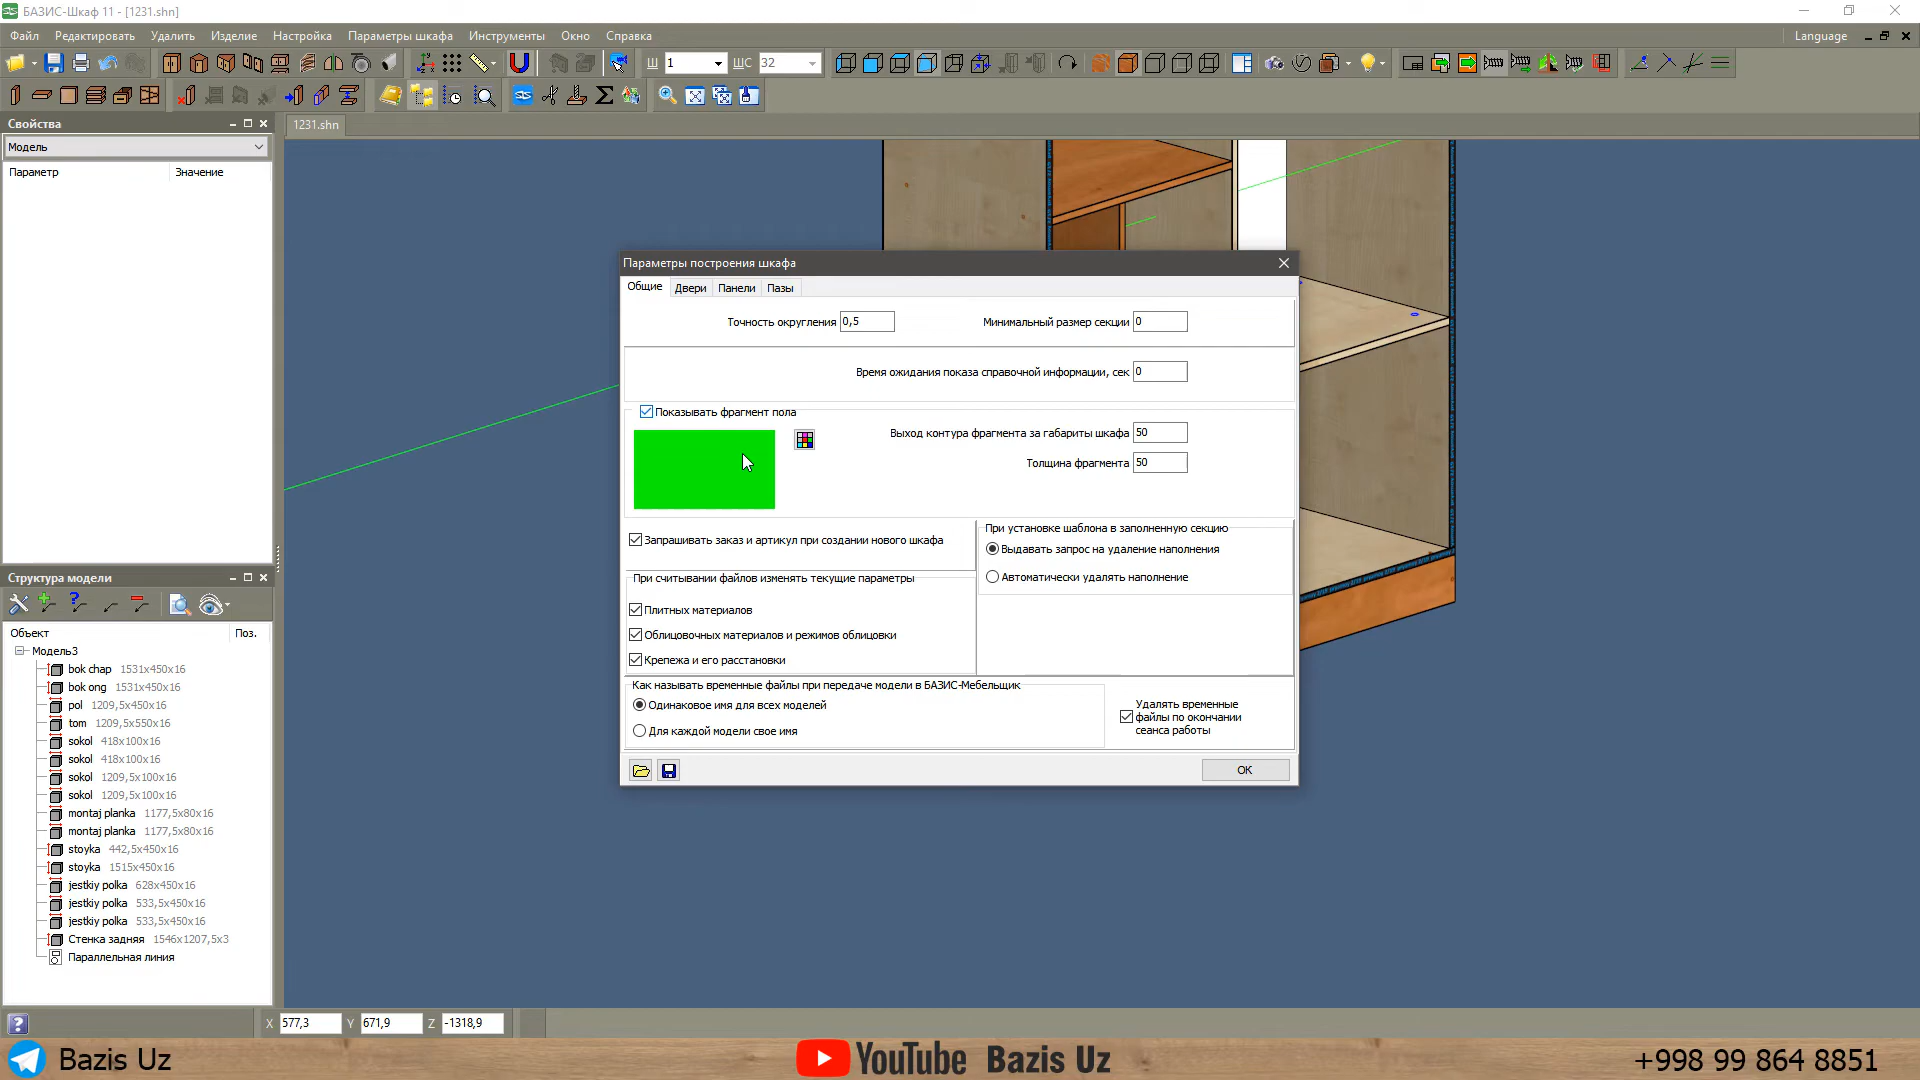 БАЗИС-Шкаф 11 - [1231.shn]
Файл Редактировать Удалить Изделие Настройка Параметры шкафа Инструменты Окно Справка Language
Ш 1 ШС 32
Свойства
1231.shn
Модель
Параметр Значение
Параметры построения шкафа
Общие Двери Панели Пазы
Точность округления 0,5 Минимальный размер секции 0
Время ожидания показа справочной информации, сек 0
Показывать фрагмент пола
Выход контура фрагмента за габариты шкафа 50
Толщина фрагмента 50
При установке шаблона в заполненную секцию
Запрашивать заказ и артикул при создании нового шкафа
Выдавать запрос на удаление наполнения
При считывании файлов изменять текущие параметры
Автоматически удалять наполнение
Плитных материалов
Облицовочных материалов и режимов облицовки
Крепежа и его расстановки
Как называть временные файлы при передаче модели в БАЗИС-Мебельщик
Одинаковое имя для всех моделей
Для каждой модели свое имя
Удалять временные
файлы по окончании
сеанса работы
OK
Структура модели
Объект Поз.
Модель3
bok chap 1531x450x16
bok ong 1531x450x16
pol 1209,5x450x16
tom 1209,5x550x16
sokol 418x100x16
sokol 418x100x16
sokol 1209,5x100x16
sokol 1209,5x100x16
montaj planka 1177,5x80x16
montaj planka 1177,5x80x16
stoyka 442,5x450x16
stoyka 1515x450x16
jestkiy polka 628x450x16
jestkiy polka 533,5x450x16
jestkiy polka 533,5x450x16
Стенка задняя 1546x1207,5x3
Параллельная линия
X 577,3 Y 671,9 Z -1318,9
Bazis Uz
YouTube Bazis Uz
+998 99 864 8851